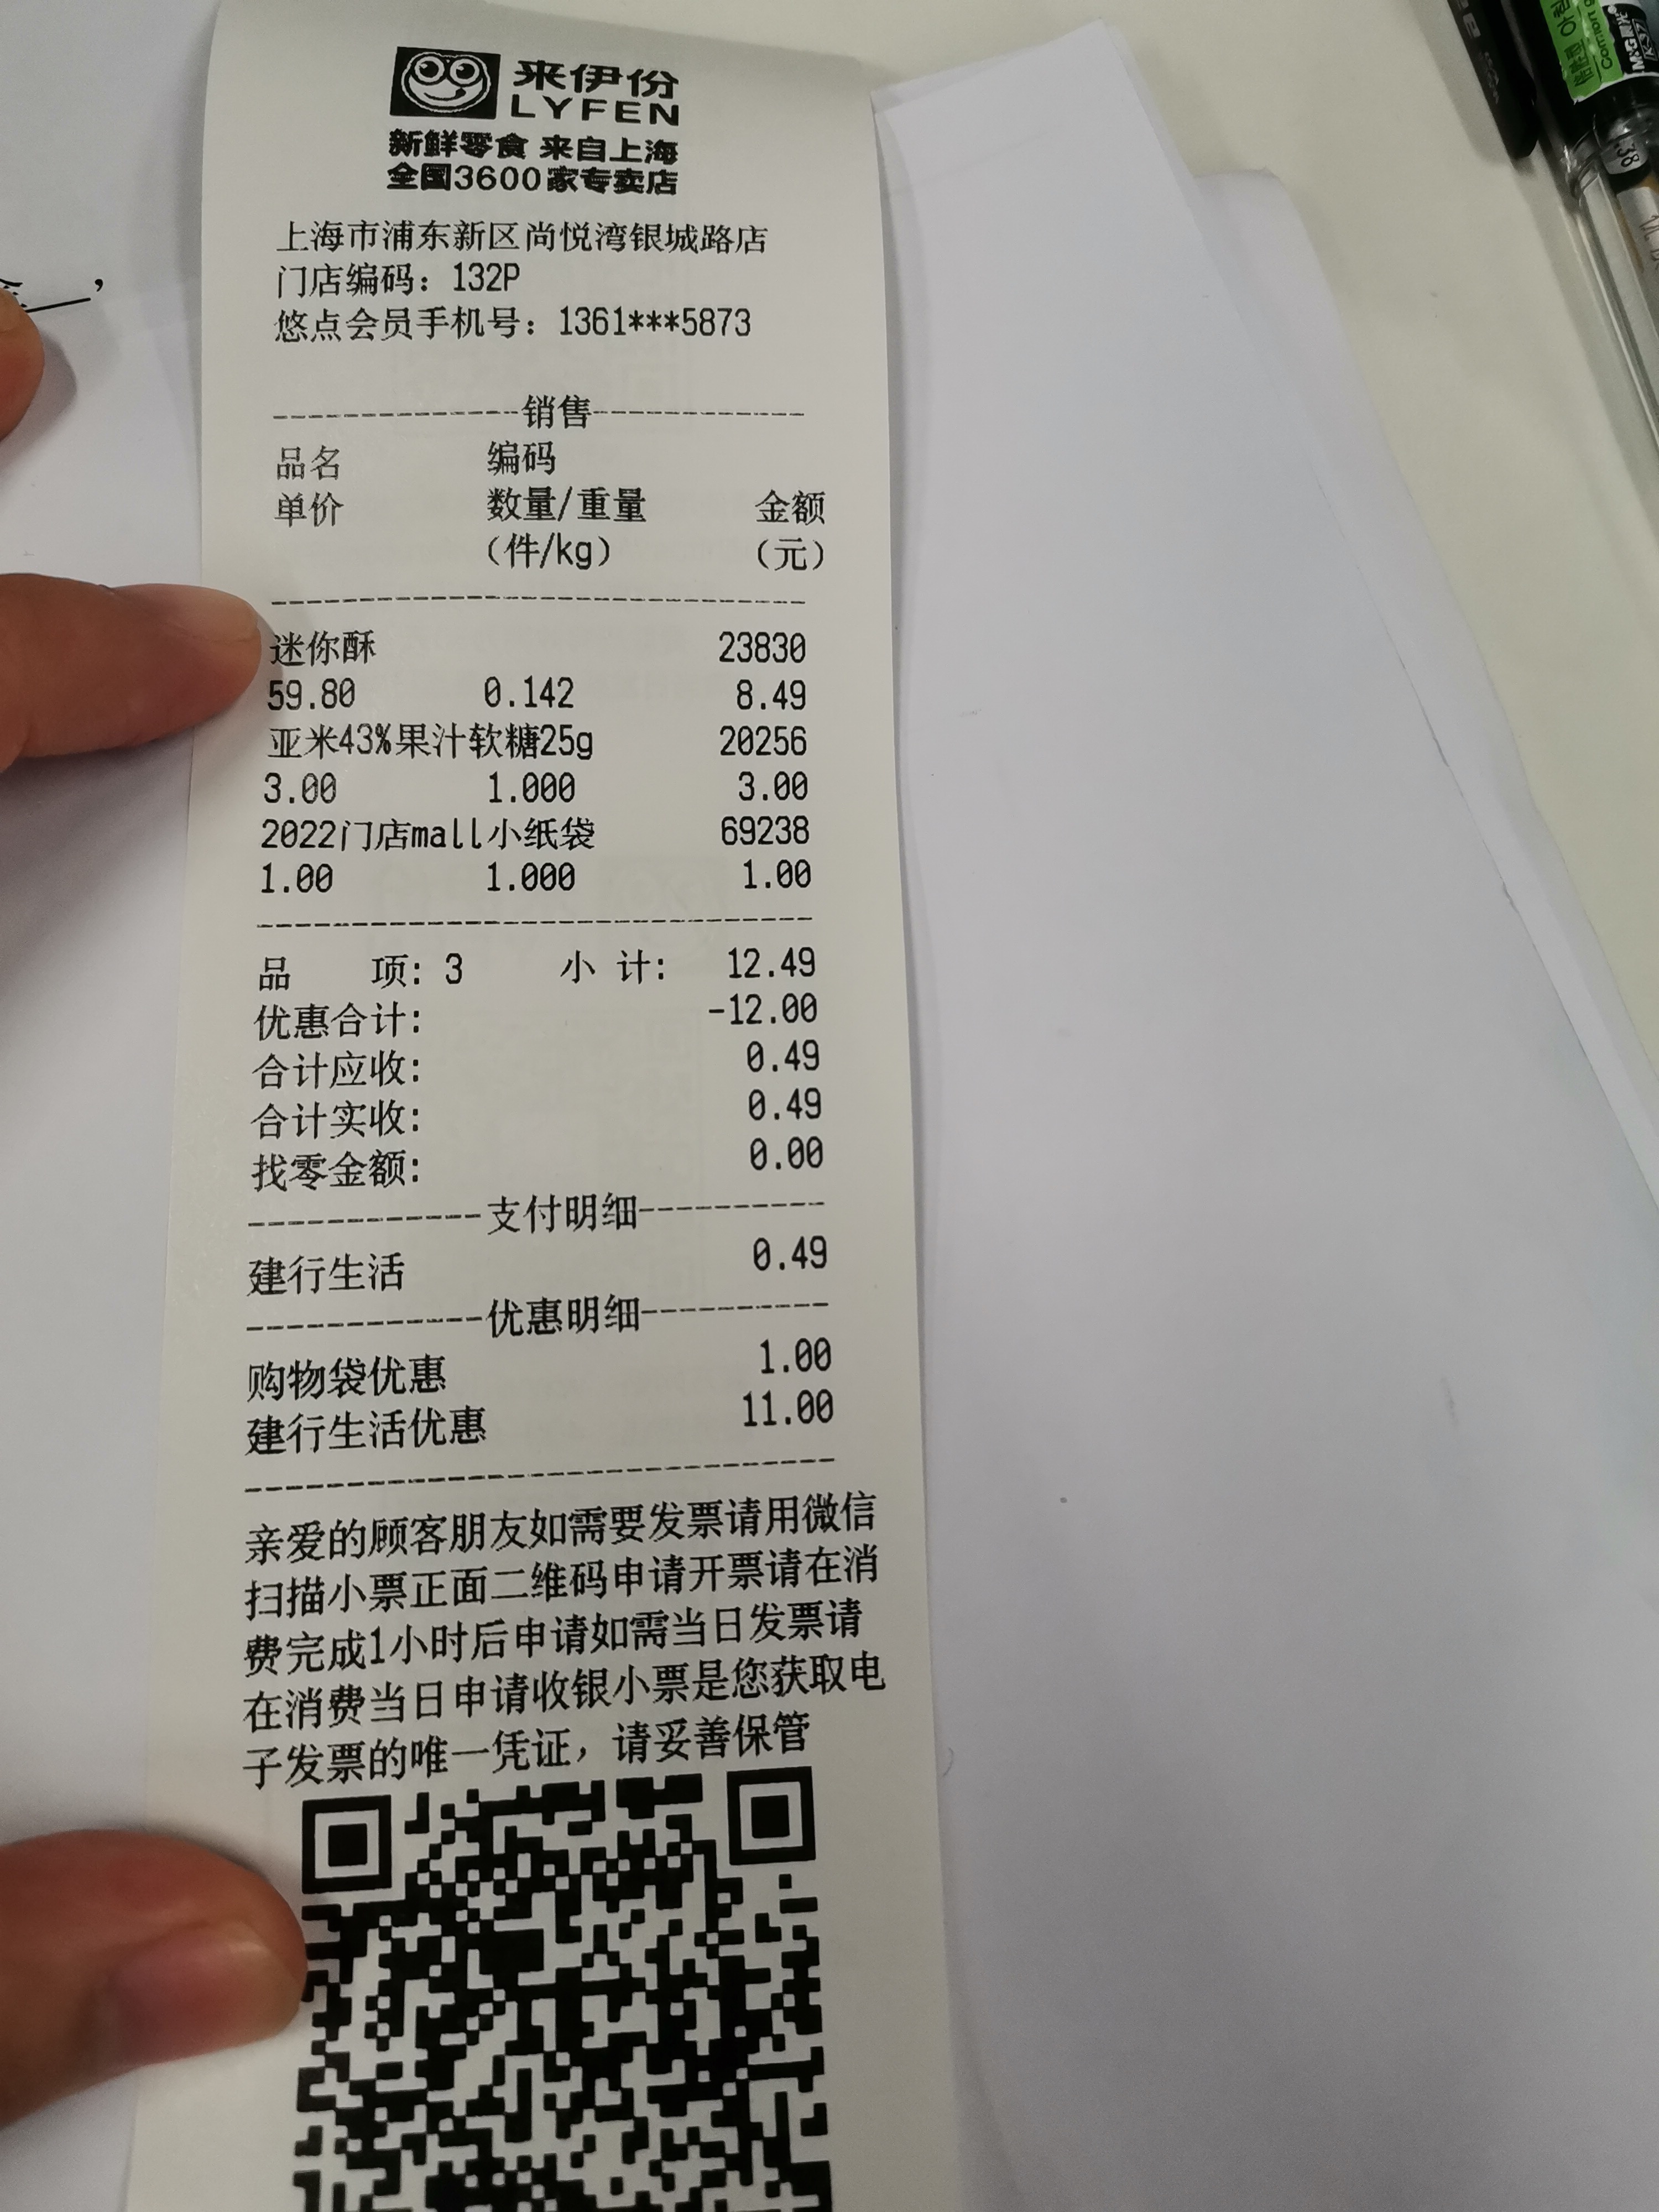 来伊份
LYFEN
新鲜零食 来自上海
全国3600家专卖店
上海市浦东新区尚悦湾银城路店
门店编码：132P
悠点会员手机号：1361***5873
------------销售------------
品名 编码
单价 数量/重量 金额
（件/kg） （元）
迷你酥 23830
59.80 0.142 8.49
亚米43%果汁软糖25g 20256
3.00 1.000 3.00
2022门店mall小纸袋 69238
1.00 1.000 1.00
品 项: 3 小 计: 12.49
优惠合计: -12.00
合计应收: 0.49
合计实收: 0.49
找零金额: 0.00
------------支付明细----------
建行生活 0.49
------------优惠明细----------
购物袋优惠 1.00
建行生活优惠 11.00
亲爱的顾客朋友如需要发票请用微信
扫描小票正面二维码申请开票请在消
费完成1小时后申请如需当日发票请
在消费当日申请收银小票是您获取电
子发票的唯一凭证，请妥善保管